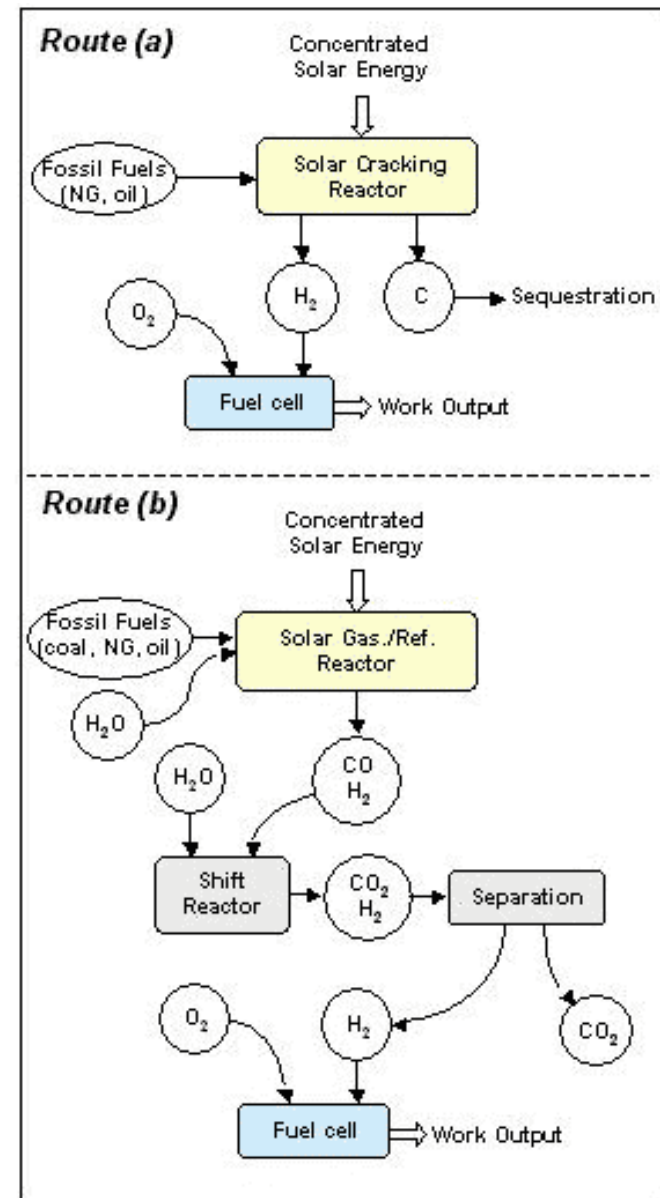 Route (a)
Concentrated
Solar Energy
Fossil Fuels
(NG, oil)
Solar Cracking
Reactor
H₂
C
Sequestration
O₂
Fuel cell
Work Output
Route (b)
Concentrated
Solar Energy
Fossil Fuels
(coal, NG, oil)
Solar Gas./Ref.
Reactor
H₂O
H₂O
CO
H₂
Shift
Reactor
CO₂
H₂
Separation
O₂
H₂
CO₂
Fuel cell
Work Output